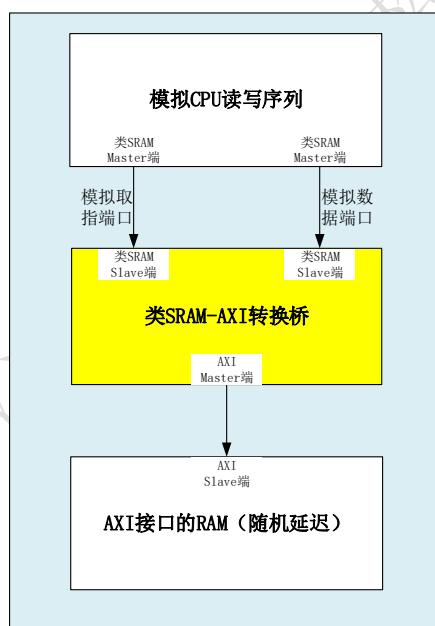 模拟CPU读写序列
类SRAM
Master端
类SRAM
Master端
模拟取
指端口
模拟数
据端口
类SRAM
Slave端
类SRAM
Slave端
类SRAM-AXI转换桥
AXI
Master端
AXI
Slave端
AXI接口的RAM（随机延迟）